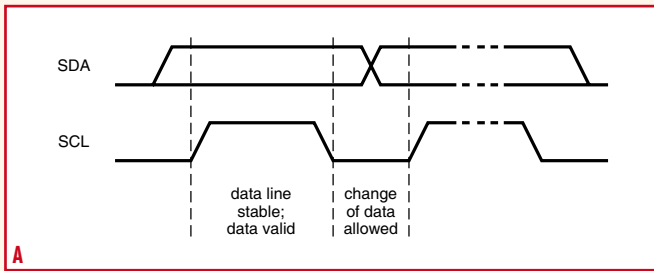 SDA
SCL
data line
stable;
data valid
change
of data
allowed
A